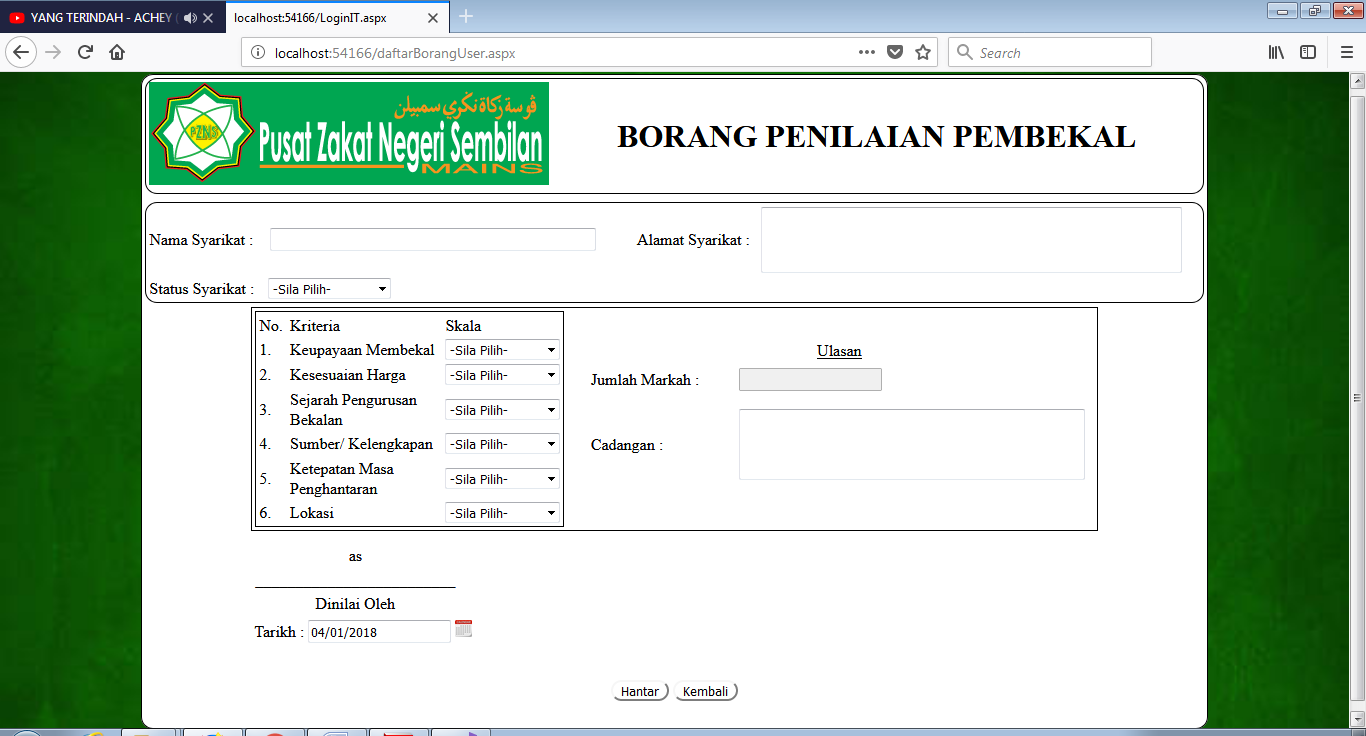 YANG TERINDAH - ACHEY (
localhost:54166/LoginIT.aspx
localhost:54166/daftarBorangUser.aspx
Search
PZNS
ڤوسة زكاة نڬري سمبيلن
Pusat Zakat Negeri Sembilan
MAINS
BORANG PENILAIAN PEMBEKAL
Nama Syarikat :
Alamat Syarikat :
Status Syarikat : -Sila Pilih-
No. Kriteria Skala
1. Keupayaan Membekal -Sila Pilih-
2. Kesesuaian Harga -Sila Pilih-
3. Sejarah Pengurusan
Bekalan -Sila Pilih-
4. Sumber/ Kelengkapan -Sila Pilih-
5. Ketepatan Masa
Penghantaran -Sila Pilih-
6. Lokasi -Sila Pilih-
Ulasan
Jumlah Markah :
Cadangan :
as
Dinilai Oleh
Tarikh : 04/01/2018
Hantar Kembali